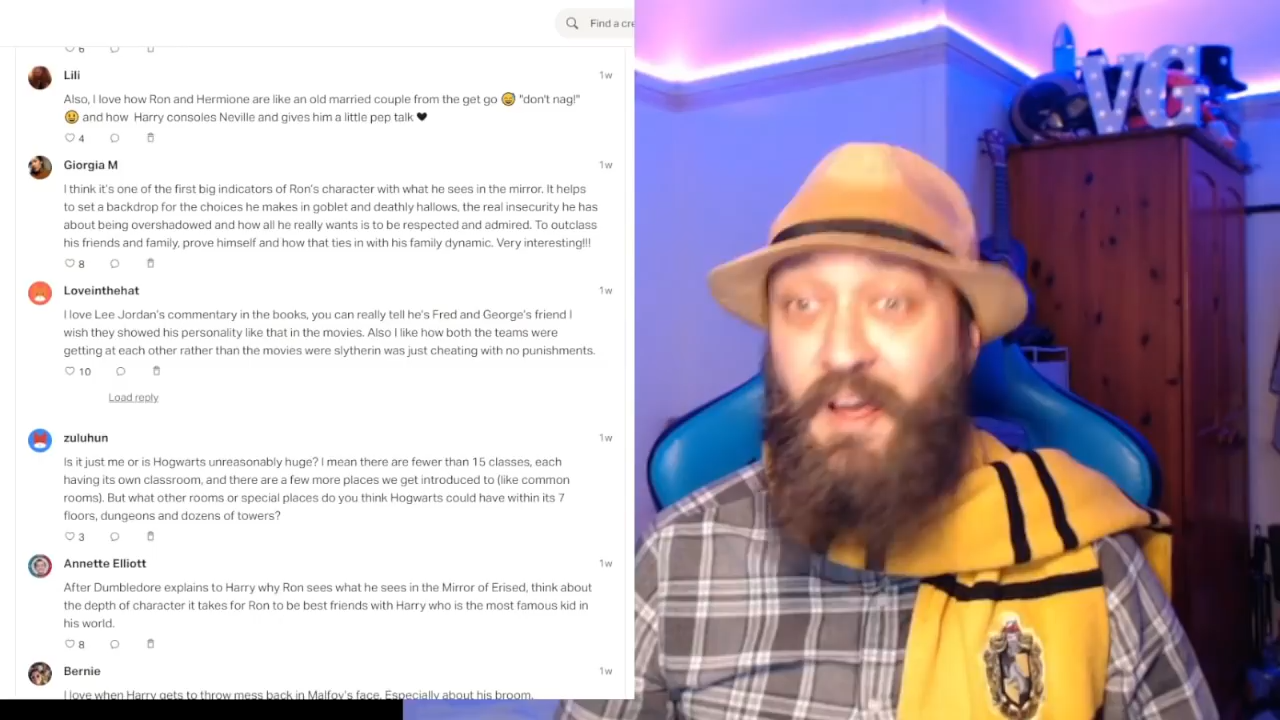 Find a cre
6
Lili
1w
Also, I love how Ron and Hermione are like an old married couple from the get go 😅 "don't nag!"
🙂 and how Harry consoles Neville and gives him a little pep talk ♥
4
Giorgia M
1w
I think it's one of the first big indicators of Ron's character with what he sees in the mirror. It helps
to set a backdrop for the choices he makes in goblet and deathly hallows, the real insecurity he has
about being overshadowed and how all he really wants is to be respected and admired. To outclass
his friends and family, prove himself and how that ties in with his family dynamic. Very interesting!!!
8
Loveinthehat
1w
I love Lee Jordan's commentary in the books, you can really tell he's Fred and George's friend I
wish they showed his personality like that in the movies. Also I like how both the teams were
getting at each other rather than the movies were slytherin was just cheating with no punishments.
10
Load reply
zuluhun
1w
Is it just me or is Hogwarts unreasonably huge? I mean there are fewer than 15 classes, each
having its own classroom, and there are a few more places we get introduced to (like common
rooms). But what other rooms or special places do you think Hogwarts could have within its 7
floors, dungeons and dozens of towers?
3
Annette Elliott
1w
After Dumbledore explains to Harry why Ron sees what he sees in the Mirror of Erised, think about
the depth of character it takes for Ron to be best friends with Harry who is the most famous kid in
his world.
8
Bernie
1w
I love when Harry gets to throw mess back in Malfoy's face. Especially about his broom.
VG